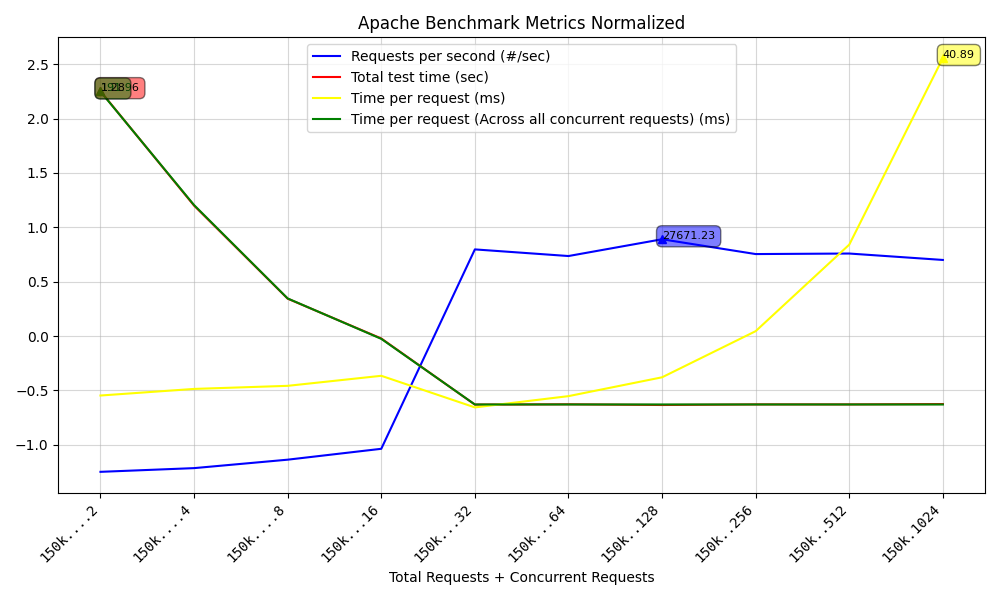 Apache Benchmark Metrics Normalized
Requests per second (#/sec)
Total test time (sec)
Time per request (ms)
Time per request (Across all concurrent requests) (ms)
40.89
27671.23
2.5
2.0
1.5
1.0
0.5
0.0
−0.5
−1.0
150k....2
150k....4
150k....8
150k...16
150k...32
150k...64
150k..128
150k..256
150k..512
150k.1024
Total Requests + Concurrent Requests